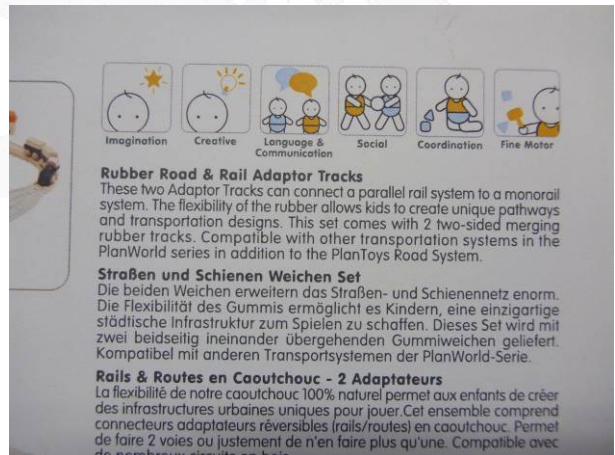 Imagination
Creative
Language &
Communication
Social
Coordination
Fine Motor
Rubber Road & Rail Adaptor Tracks
These two Adaptor Tracks can connect a parallel rail system to a monorail
system. The flexibility of the rubber allows kids to create unique pathways
and transportation designs. This set comes with 2 two-sided merging
rubber tracks. Compatible with other transportation systems in the
PlanWorld series in addition to the PlanToys Road System.
Straßen und Schienen Weichen Set
Die beiden Weichen erweitern das Straßen- und Schienennetz enorm.
Die Flexibilität des Gummis ermöglicht es Kindern, eine einzigartige
städtische Infrastruktur zum Spielen zu schaffen. Dieses Set wird mit
zwei beidseitig ineinander übergehenden Gummiweichen geliefert.
Kompatibel mit anderen Transportsystemen der PlanWorld-Serie.
Rails & Routes en Caoutchouc - 2 Adaptateurs
La flexibilité de notre caoutchouc 100% naturel permet aux enfants de créer
des infrastructures urbaines uniques pour jouer.Cet ensemble comprend
connecteurs adaptateurs réversibles (rails/routes) en caoutchouc. Permet
de faire 2 voies ou justement de n'en faire plus qu'une. Compatible avec
de nombreux circuits en bois.